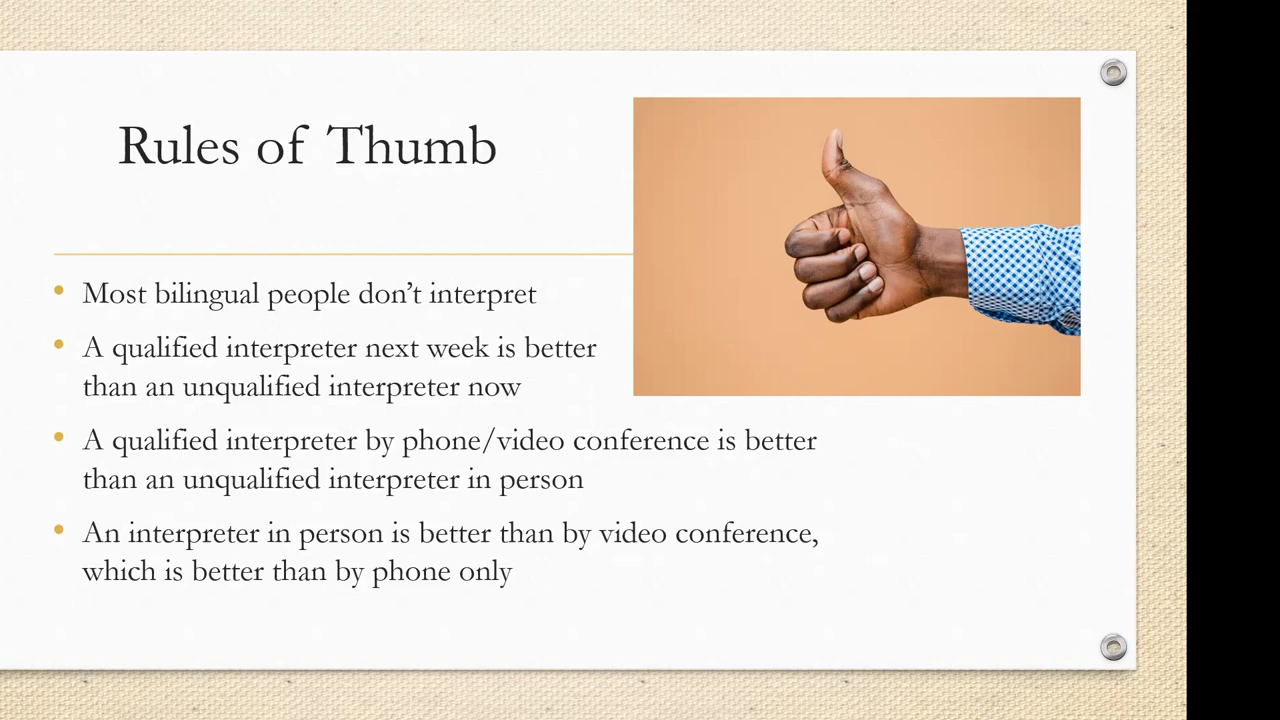 Rules of Thumb
Most bilingual people don’t interpret
A qualified interpreter next week is better
than an unqualified interpreter now
A qualified interpreter by phone/video conference is better
than an unqualified interpreter in person
An interpreter in person is better than by video conference,
which is better than by phone only